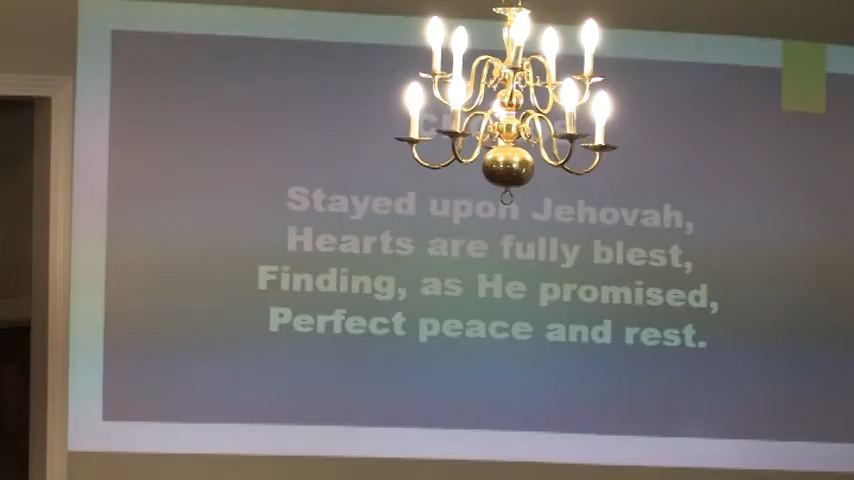 Stayed upon Jehovah,
Hearts are fully blest,
Finding, as He promised,
Perfect peace and rest.